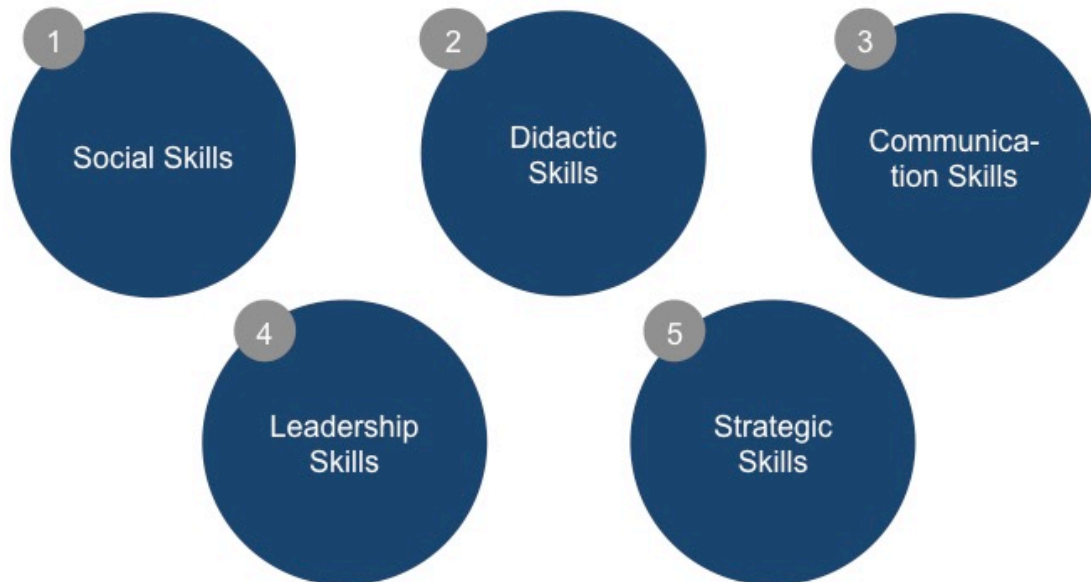 1
Social Skills
2
Didactic
Skills
3
Communica-
tion Skills
4
Leadership
Skills
5
Strategic
Skills